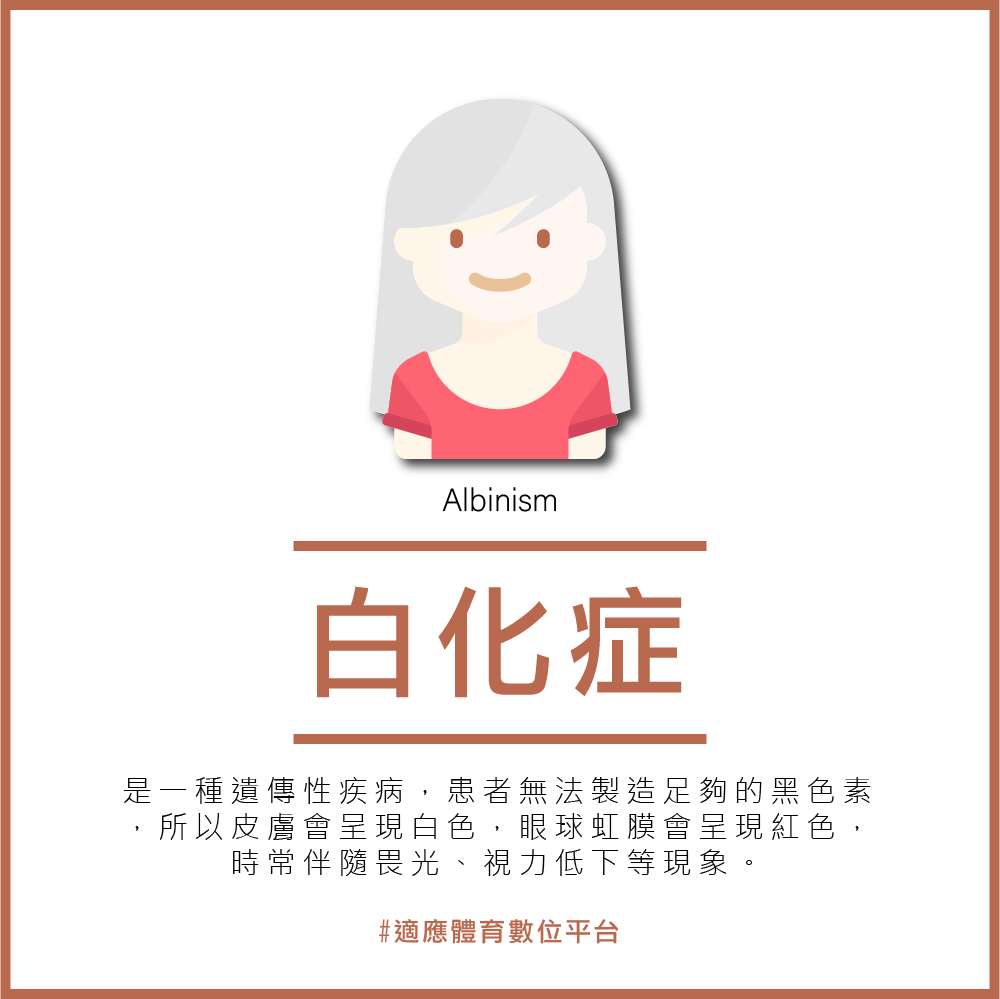 Albinism
白化症
是一種遺傳性疾病，患者無法製造足夠的黑色素
，所以皮膚會呈現白色，眼球虹膜會呈現紅色，
時常伴隨畏光、視力低下等現象。
#適應體育數位平台